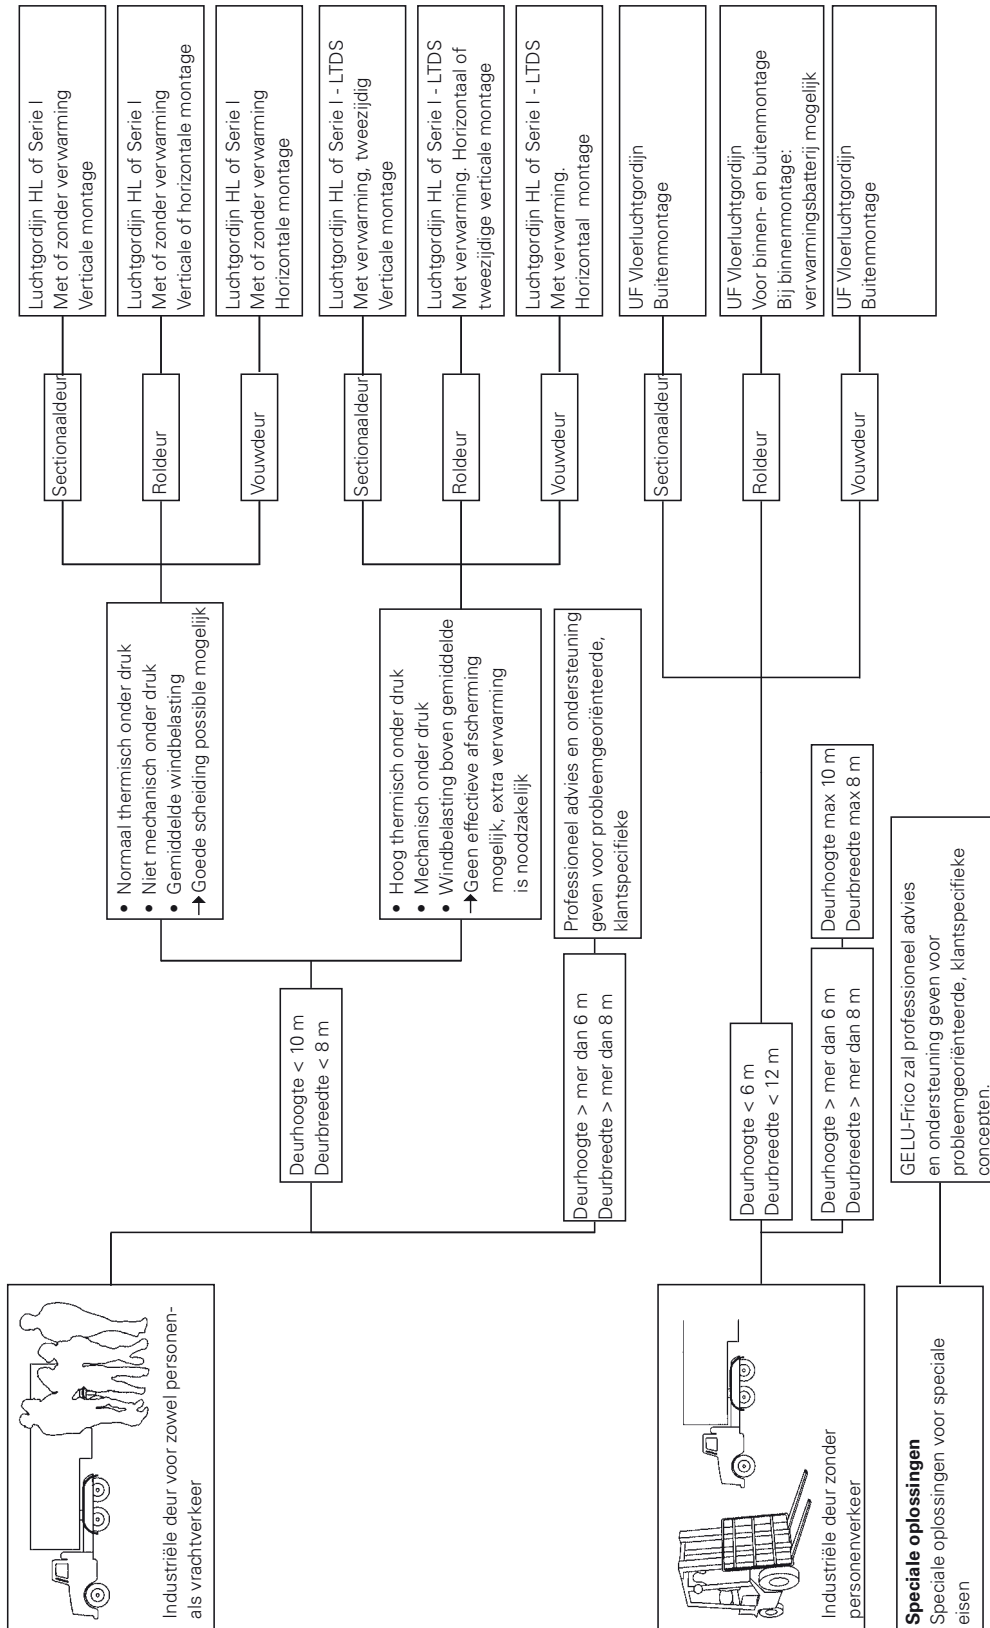 Industriële deur voor zowel personen-
als vrachtverkeer
Deurhoogte < 10 m
Deurbreedte < 8 m
• Normaal thermisch onder druk
• Niet mechanisch onder druk
• Gemiddelde windbelasting
→Goede scheiding possible mogelijk
Sectionaaldeur
Luchtgordijn HL of Serie I
Met of zonder verwarming
Verticale montage
Roldeur
Luchtgordijn HL of Serie I
Met of zonder verwarming
Verticale of horizontale montage
Vouwdeur
Luchtgordijn HL of Serie I
Met of zonder verwarming
Horizontale montage
• Hoog thermisch onder druk
• Mechanisch onder druk
• Windbelasting boven gemiddelde
→Geen effectieve afscherming
mogelijk, extra verwarming
is noodzakelijk
Sectionaaldeur
Luchtgordijn HL of Serie I - LTDS
Met verwarming, tweezijdig
Verticale montage
Roldeur
Luchtgordijn HL of Serie I - LTDS
Met verwarming. Horizontaal of
tweezijdige verticale montage
Vouwdeur
Luchtgordijn HL of Serie I - LTDS
Met verwarming.
Horizontaal montage
Deurhoogte > mer dan 6 m
Deurbreedte > mer dan 8 m
Professioneel advies en ondersteuning
geven voor probleemgeoriënteerde,
klantspecifieke
Industriële deur zonder
personenverkeer
Deurhoogte < 6 m
Deurbreedte < 12 m
Sectionaaldeur
UF Vloerluchtgordijn
Buitenmontage
Roldeur
UF Vloerluchtgordijn
Voor binnen- en buitenmontage
Bij binnmontage:
verwarmingsbatterij mogelijk
Vouwdeur
UF Vloerluchtgordijn
Buitenmontage
Deurhoogte > mer dan 6 m
Deurbreedte > mer dan 8 m
Deurhoogte max 10 m
Deurbreedte max 8 m
Speciale oplossingen
Speciale oplossingen voor speciale
eisen
GELU-Frico zal professioneel advies
en ondersteuning geven voor
probleemgeoriënteerde, klantspecifieke
concepten.